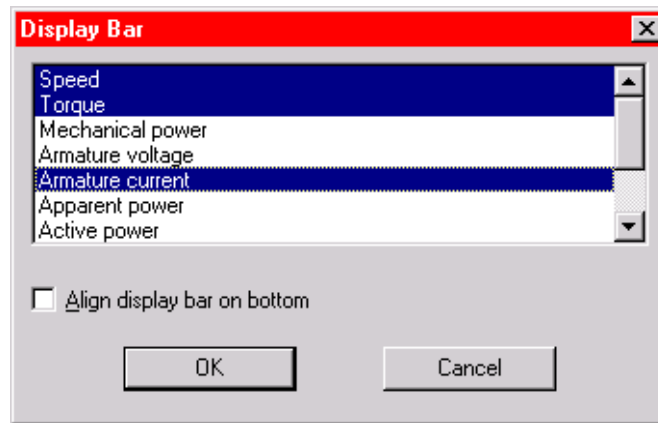 Display Bar
Speed
Torque
Mechanical power
Armature voltage
Armature current
Apparent power
Active power
Align display bar on bottom
OK
Cancel